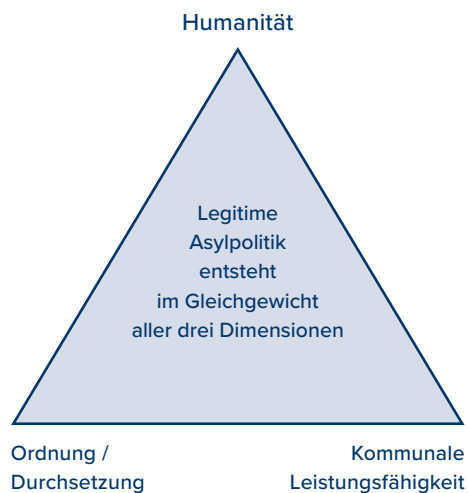 Humanität
Legitime
Asylpolitik
entsteht
im Gleichgewicht
aller drei Dimensionen
Ordnung /
Durchsetzung
Kommunale
Leistungsfähigkeit